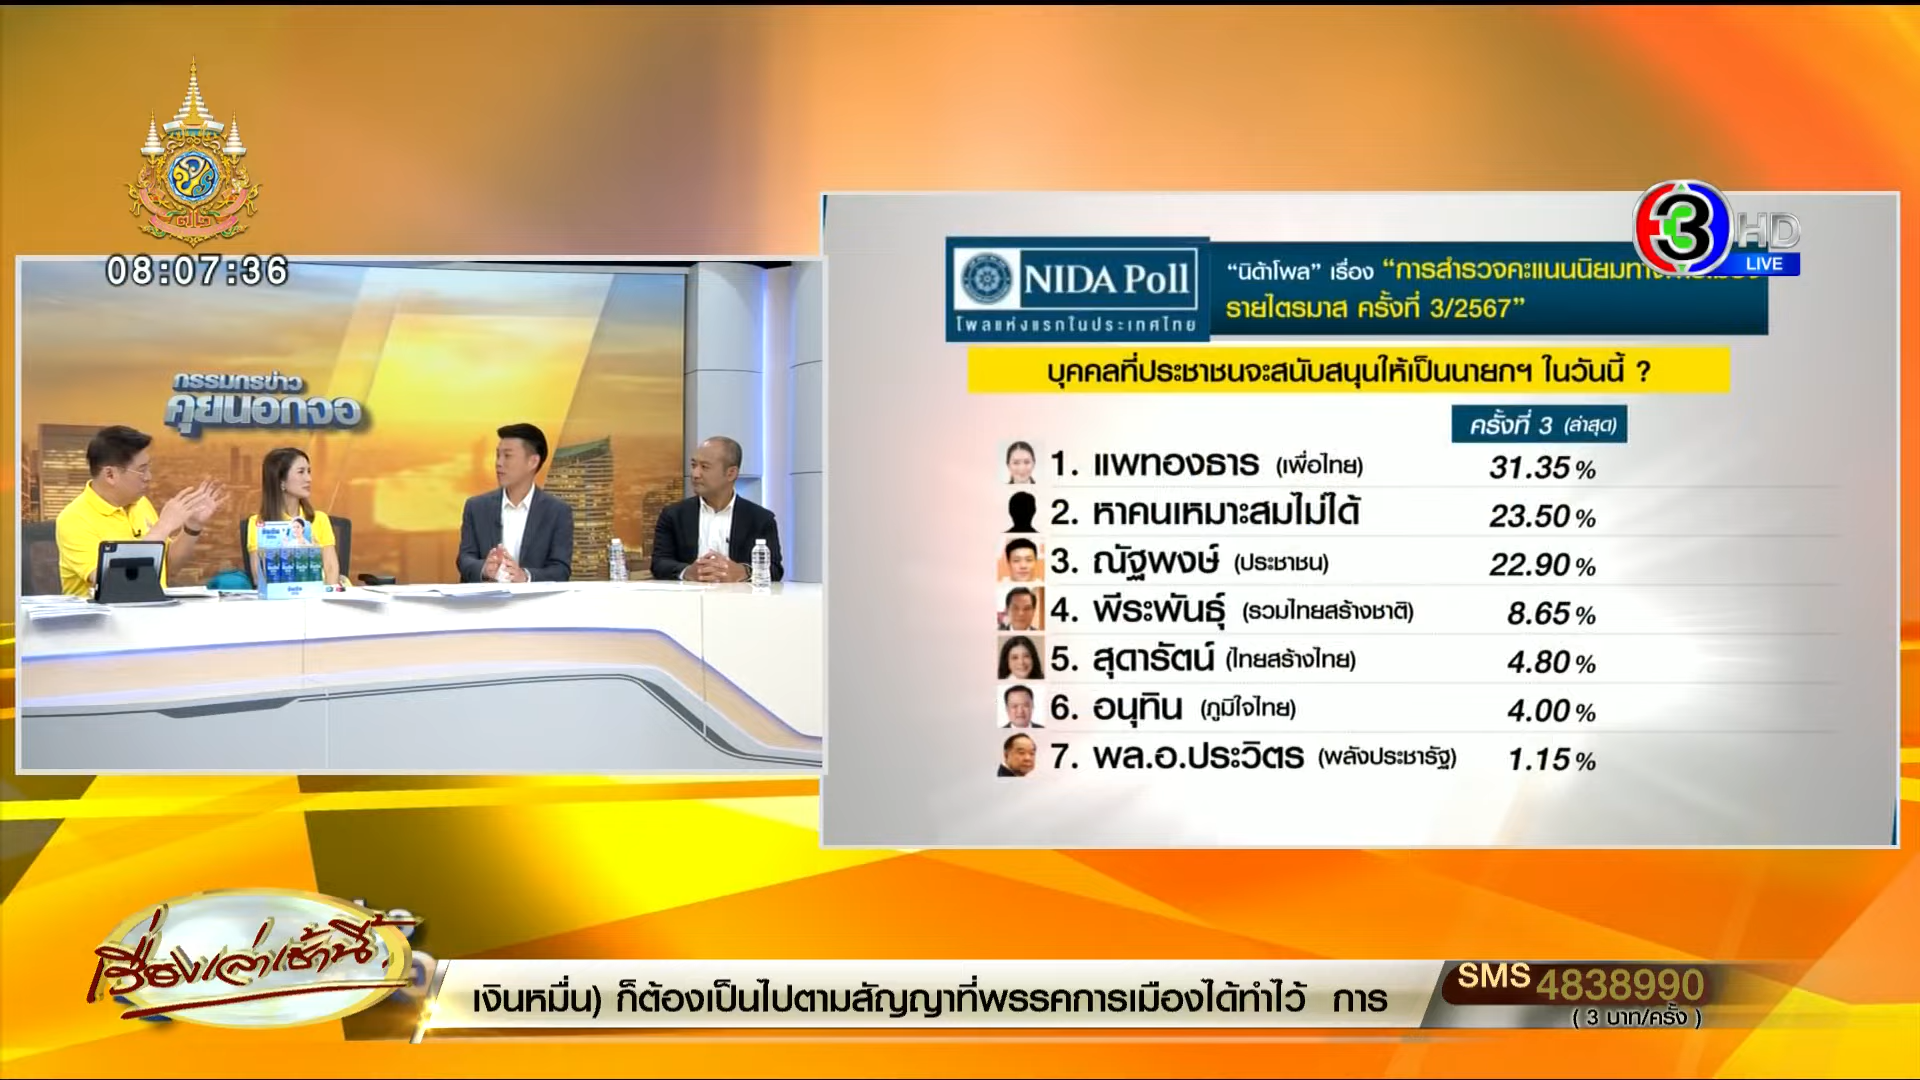 08:07:36
กรรมกรข่าว
คุยนอกจอ
3 HD
LIVE
NIDA Poll
โพลแห่งแรกในประเทศไทย
“นิด้าโพล” เรื่อง “การสำรวจคะแนนนิยมทาง
รายไตรมาส ครั้งที่ 3/2567”
บุคคลที่ประชาชนจะสนับสนุนให้เป็นนายกฯ ในวันนี้ ?
ครั้งที่ 3 (ล่าสุด)
1. แพทองธาร (เพื่อไทย) 31.35 %
2. หาคนเหมาะสมไม่ได้ 23.50 %
3. ณัฐพงษ์ (ประชาชน) 22.90 %
4. พีระพันธุ์ (รวมไทยสร้างชาติ) 8.65 %
5. สุดารัตน์ (ไทยสร้างไทย) 4.80 %
6. อนุทิน (ภูมิใจไทย) 4.00 %
7. พล.อ.ประวิตร (พลังประชารัฐ) 1.15 %
เรื่องเล่าเช้านี้
เงินหมื่น) ก็ต้องเป็นไปตามสัญญาที่พรรคการเมืองได้ทำไว้ การ
SMS 4838990
( 3 บาท/ครั้ง )